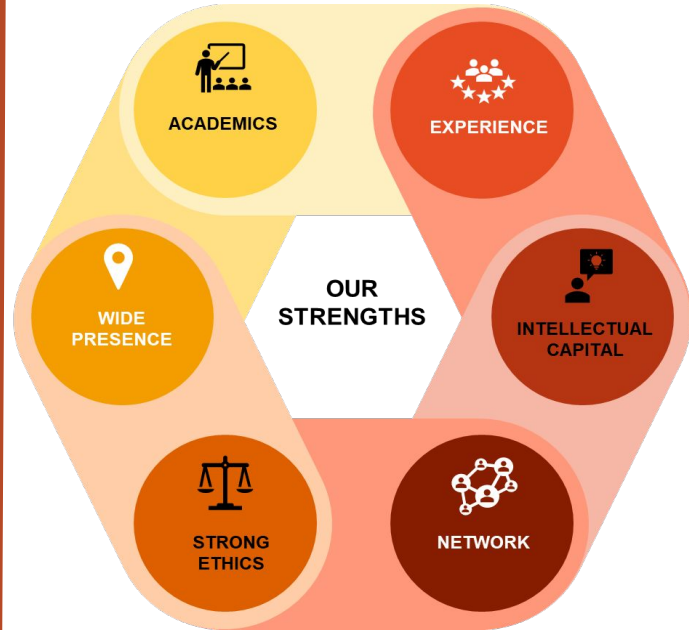 ACADEMICS
EXPERIENCE
OUR
STRENGTHS
WIDE
PRESENCE
INTELLECTUAL
CAPITAL
STRONG
ETHICS
NETWORK